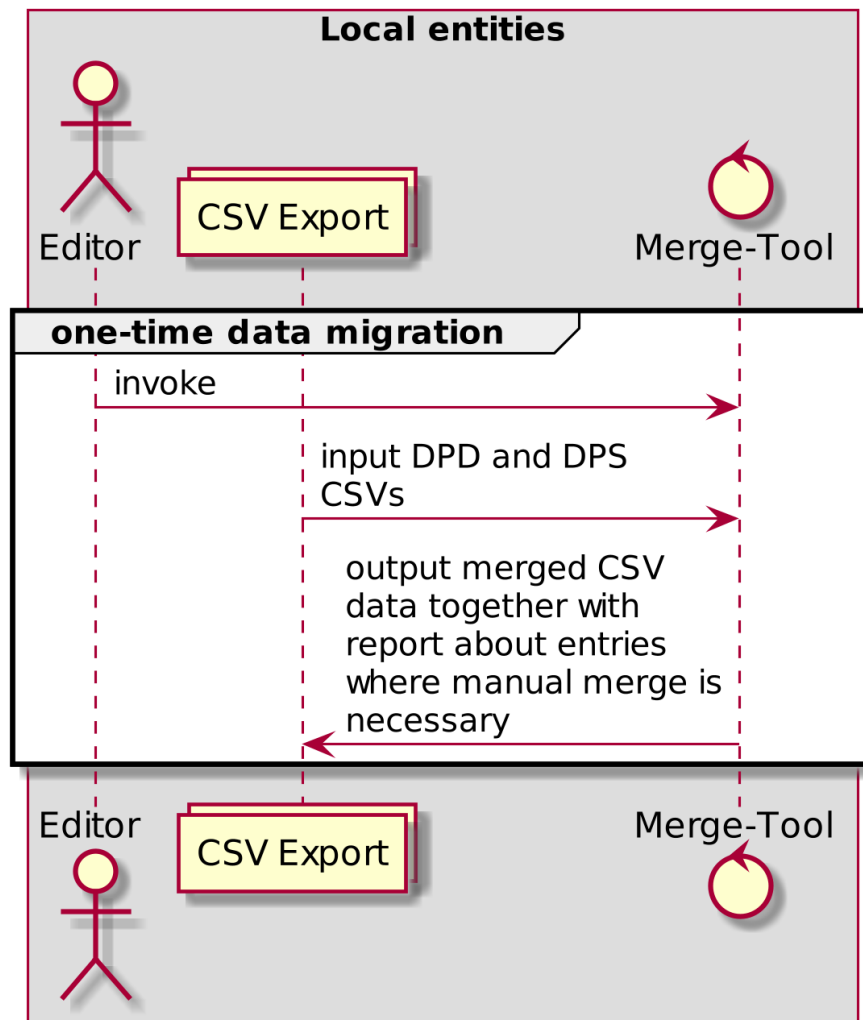 Local entities
Editor
CSV Export
Merge-Tool
one-time data migration
invoke
input DPD and DPS
CSVs
output merged CSV
data together with
report about entries
where manual merge is
necessary
Editor
CSV Export
Merge-Tool